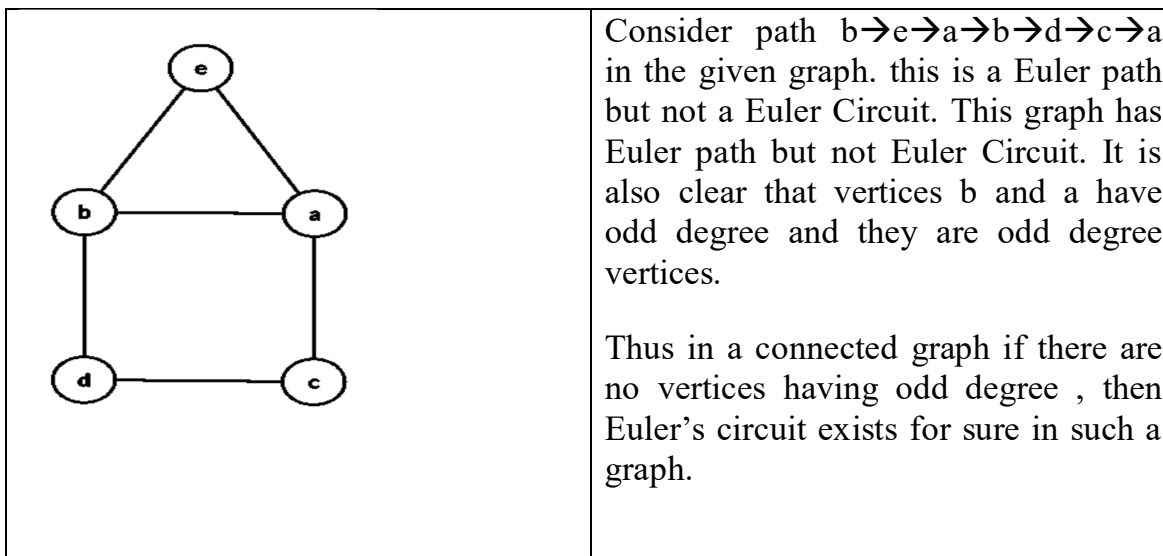 e
b
a
d
c
Consider path b→e→a→b→d→c→a
in the given graph. this is a Euler path
but not a Euler Circuit. This graph has
Euler path but not Euler Circuit. It is
also clear that vertices b and a have
odd degree and they are odd degree
vertices.
Thus in a connected graph if there are
no vertices having odd degree , then
Euler’s circuit exists for sure in such a
graph.